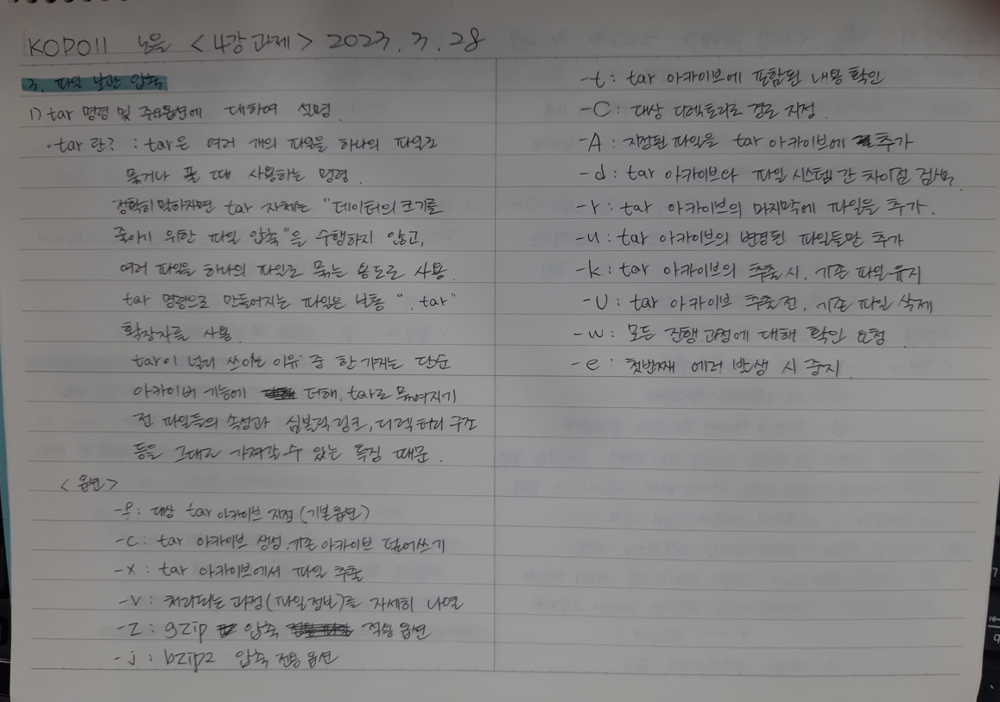 KOPO11 노은 <4강과제> 2023.3.28
3. 파일 보관 압축
1) tar 명령 및 주요옵션에 대하여 설명.
·tar란? : tar은 여러 개의 파일을 하나의 파일로
묶거나 풀 때 사용하는 명령.
정확히 말하자면 tar 자체는 "데이터의 크기를
줄이기 위한 파일 압축"을 수행하지 않고,
여러 파일을 하나의 파일로 묶는 용도로 사용.
tar 명령으로 만들어지는 파일은 보통 ".tar"
확장자를 사용.
tar이 널리 쓰이는 이유 중 한가지는 단순
아카이버 기능에 더해, tar로 묶여지기
전 파일들의 속성과 심볼릭링크, 디렉터리 구조
등을 그대로 가져갈 수 있는 특징 때문.
<옵션>
-f: 대상 tar 아카이브 지정 (기본옵션)
-c: tar 아카이브 생성. 기존 아카이브 덮어쓰기
-x: tar 아카이브에서 파일 추출
-v: 처리되는 과정(파일정보)를 자세히 나열
-z: gzip 압축 적용 옵션
-j: bzip2 압축 적용 옵션
-t: tar 아카이브에 포함된 내용 확인
-C: 대상 디렉토리로 경로 지정.
-A: 지정된 파일을 tar 아카이브에 추가
-d: tar 아카이브와 파일 시스템 간 차이점 검색.
-r: tar 아카이브의 마지막에 파일을 추가.
-u: tar 아카이브의 변경된 파일들만 추가
-k: tar 아카이브의 추출시, 기존 파일 유지
-U: tar 아카이브 추출전, 기존 파일 삭제
-w: 모든 진행 과정에 대해 확인 요청
-e: 첫번째 에러 발생 시 중지.